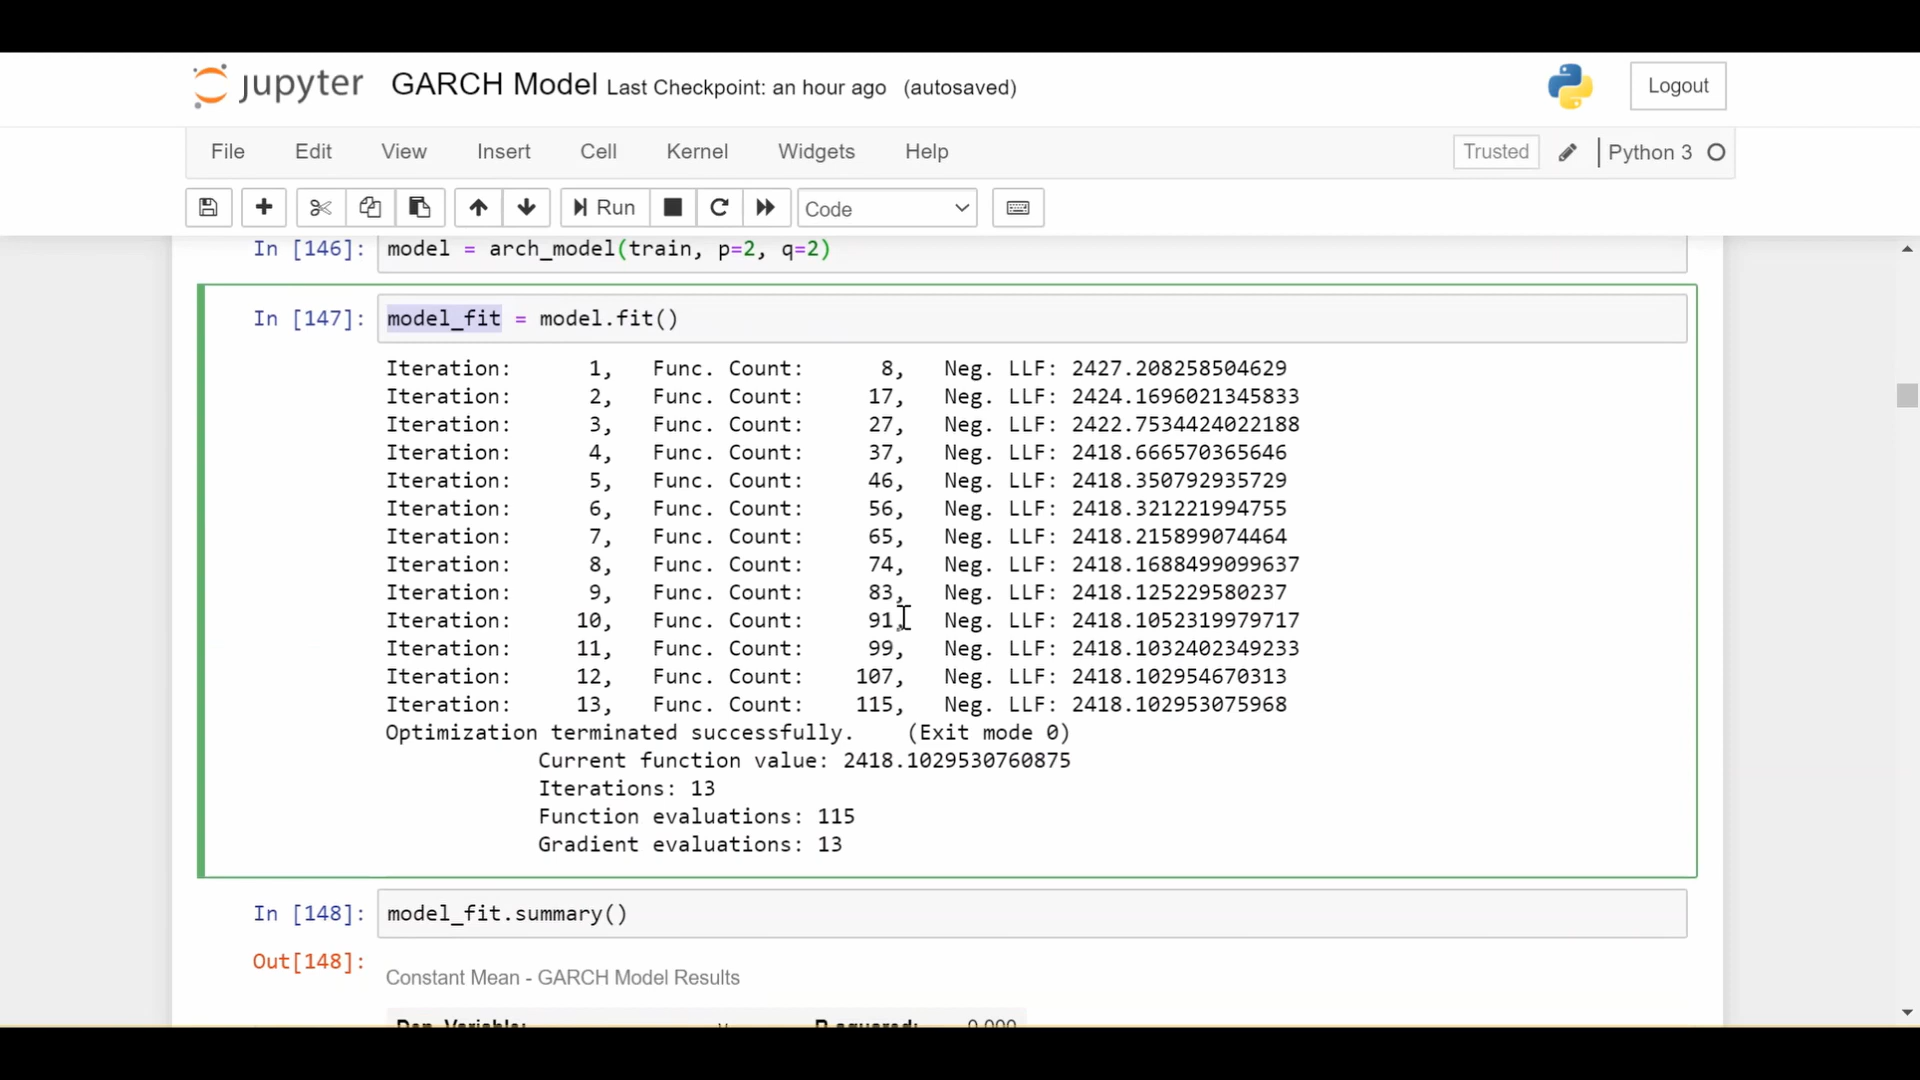 jupyter GARCH Model Last Checkpoint: an hour ago (autosaved) Logout
File Edit View Insert Cell Kernel Widgets Help Trusted Python 3
Run Code
In [146]: model = arch_model(train, p=2, q=2)
In [147]: model_fit = model.fit()
Iteration: 1, Func. Count: 8, Neg. LLF: 2427.208258504629
Iteration: 2, Func. Count: 17, Neg. LLF: 2424.1696021345833
Iteration: 3, Func. Count: 27, Neg. LLF: 2422.7534424022188
Iteration: 4, Func. Count: 37, Neg. LLF: 2418.666570365646
Iteration: 5, Func. Count: 46, Neg. LLF: 2418.350792935729
Iteration: 6, Func. Count: 56, Neg. LLF: 2418.321221994755
Iteration: 7, Func. Count: 65, Neg. LLF: 2418.215899074464
Iteration: 8, Func. Count: 74, Neg. LLF: 2418.1688499099637
Iteration: 9, Func. Count: 83, Neg. LLF: 2418.125229580237
Iteration: 10, Func. Count: 91, Neg. LLF: 2418.1052319979717
Iteration: 11, Func. Count: 99, Neg. LLF: 2418.1032402349233
Iteration: 12, Func. Count: 107, Neg. LLF: 2418.102954670313
Iteration: 13, Func. Count: 115, Neg. LLF: 2418.102953075968
Optimization terminated successfully. (Exit mode 0)
Current function value: 2418.1029530760875
Iterations: 13
Function evaluations: 115
Gradient evaluations: 13
In [148]: model_fit.summary()
Out[148]:
Constant Mean - GARCH Model Results
Dep. Variable: y R-squared: 0.000